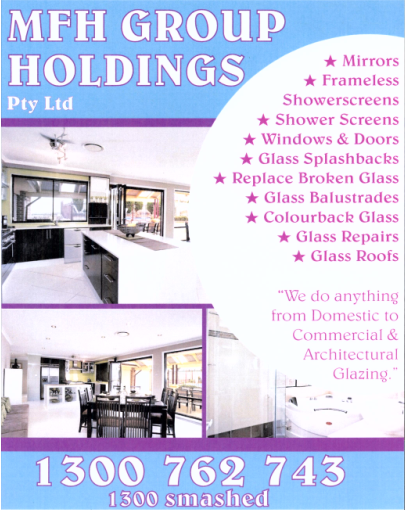 MFH GROUP
HOLDINGS
Pty Ltd
★ Mirrors
★ Frameless
Showerscreens
★ Shower Screens
★ Windows & Doors
★ Glass Splashbacks
★ Replace Broken Glass
★ Glass Balustrades
★ Colourback Glass
★ Glass Repairs
★ Glass Roofs
"We do anything
from Domestic to
Commercial &
Architectural
Glazing."
1300 762 743
1300 smashed